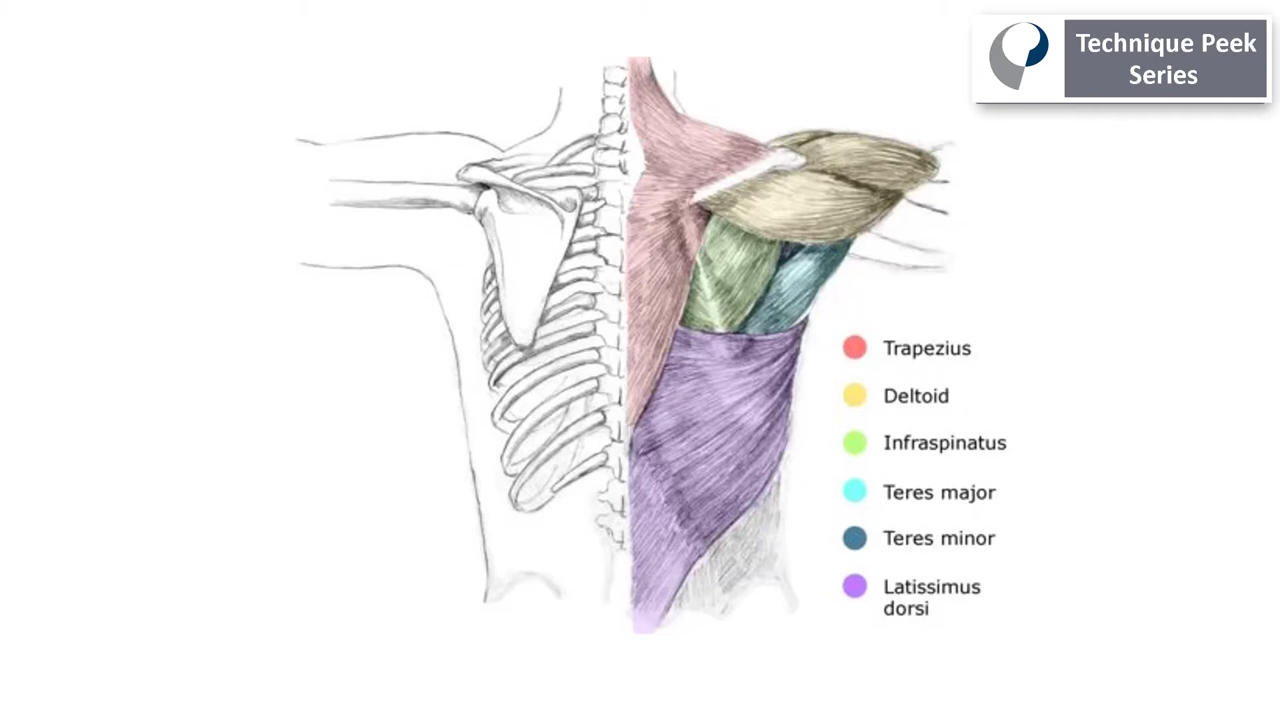 Technique Peek
Series
Trapezius
Deltoid
Infraspinatus
Teres major
Teres minor
Latissimus
dorsi